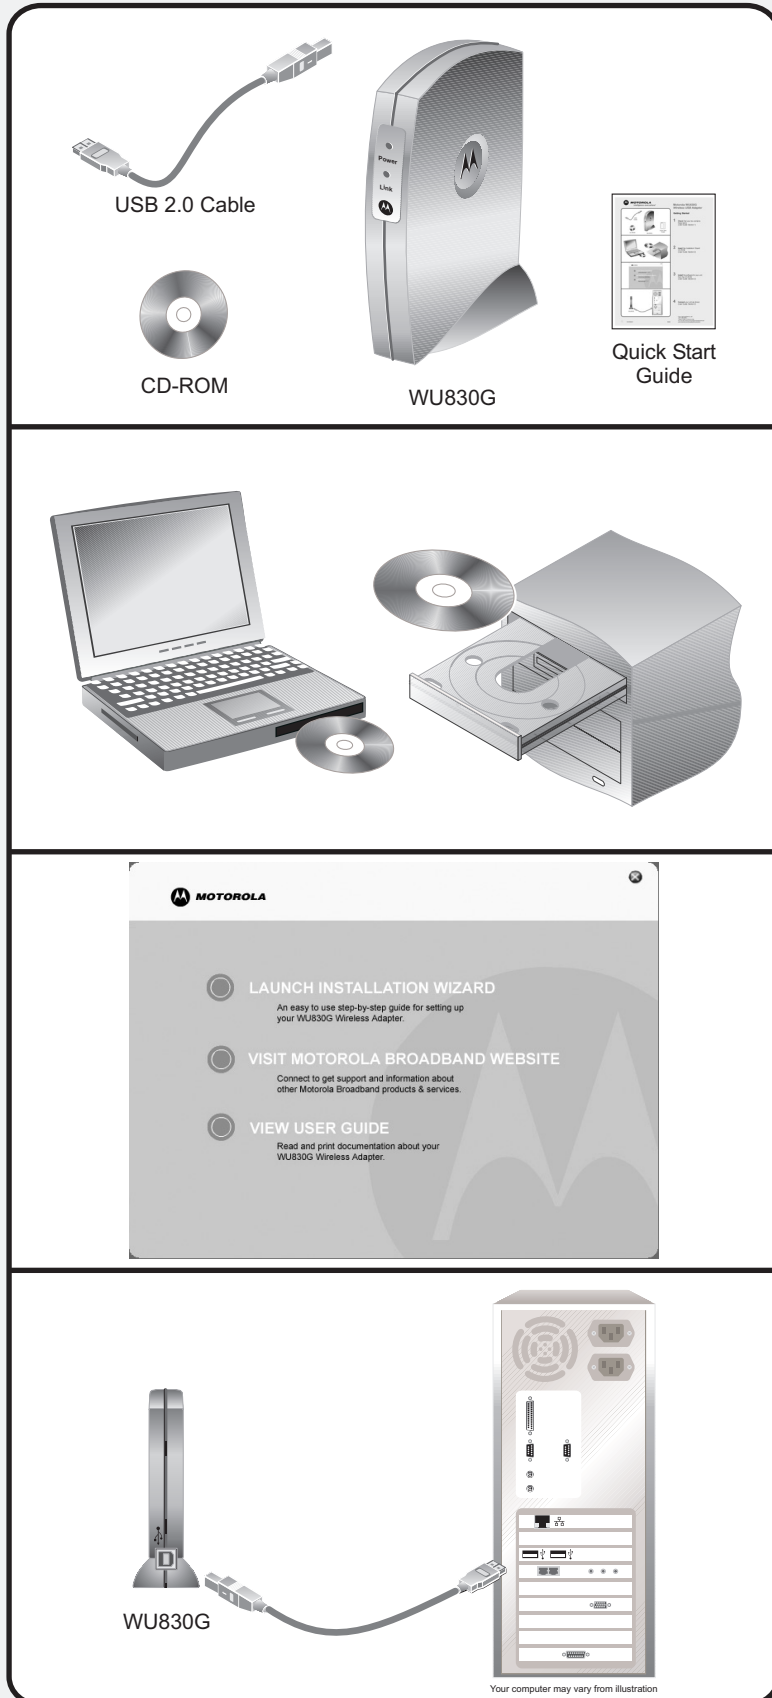 USB 2.0 Cable
Power
Link
CD-ROM
WU830G
MOTOROLA
Quick Start
Guide
MOTOROLA
LAUNCH INSTALLATION WIZARD
An easy to use step-by-step guide for setting up
your WU830G Wireless Adapter.
VISIT MOTOROLA BROADBAND WEBSITE
Connect to get support and information about
other Motorola Broadband products & services.
VIEW USER GUIDE
Read and print documentation about your
WU830G Wireless Adapter.
WU830G
Your computer may vary from illustration